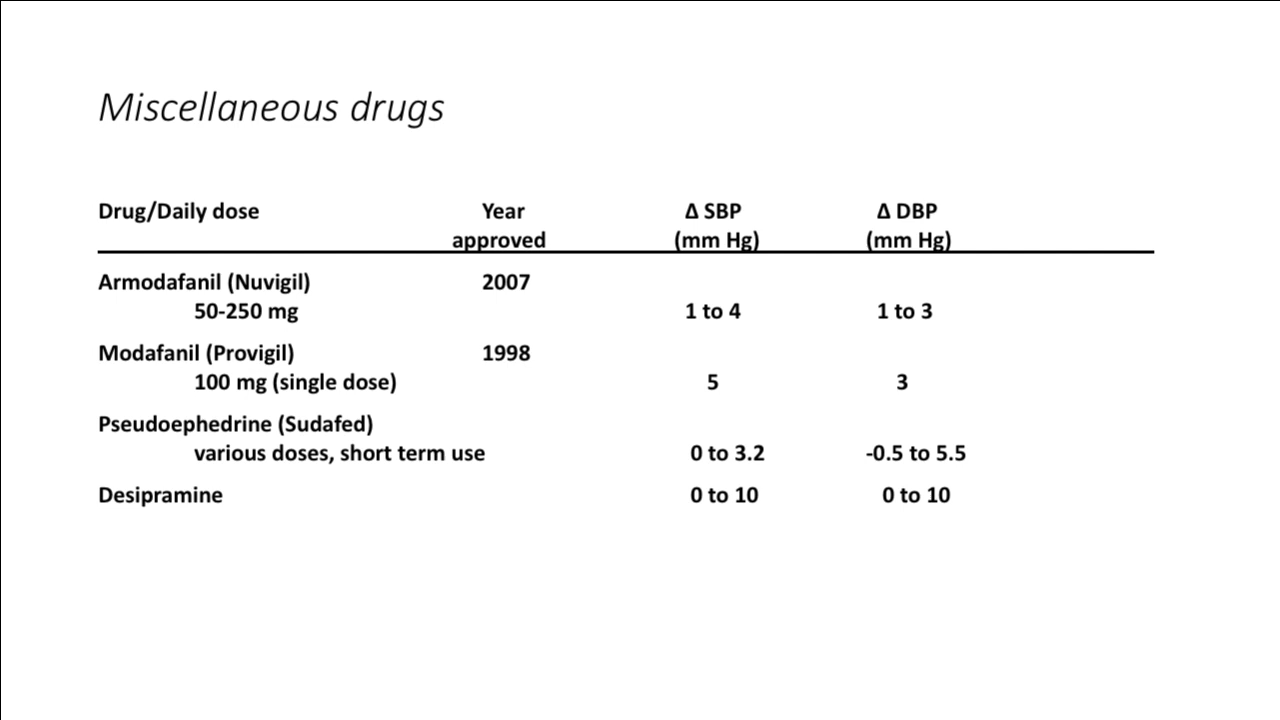 Miscellaneous drugs
Drug/Daily dose Year Δ SBP Δ DBP
approved (mm Hg) (mm Hg)
Armodafanil (Nuvigil) 2007
50-250 mg 1 to 4 1 to 3
Modafanil (Provigil) 1998
100 mg (single dose) 5 3
Pseudoephedrine (Sudafed)
various doses, short term use 0 to 3.2 -0.5 to 5.5
Desipramine 0 to 10 0 to 10